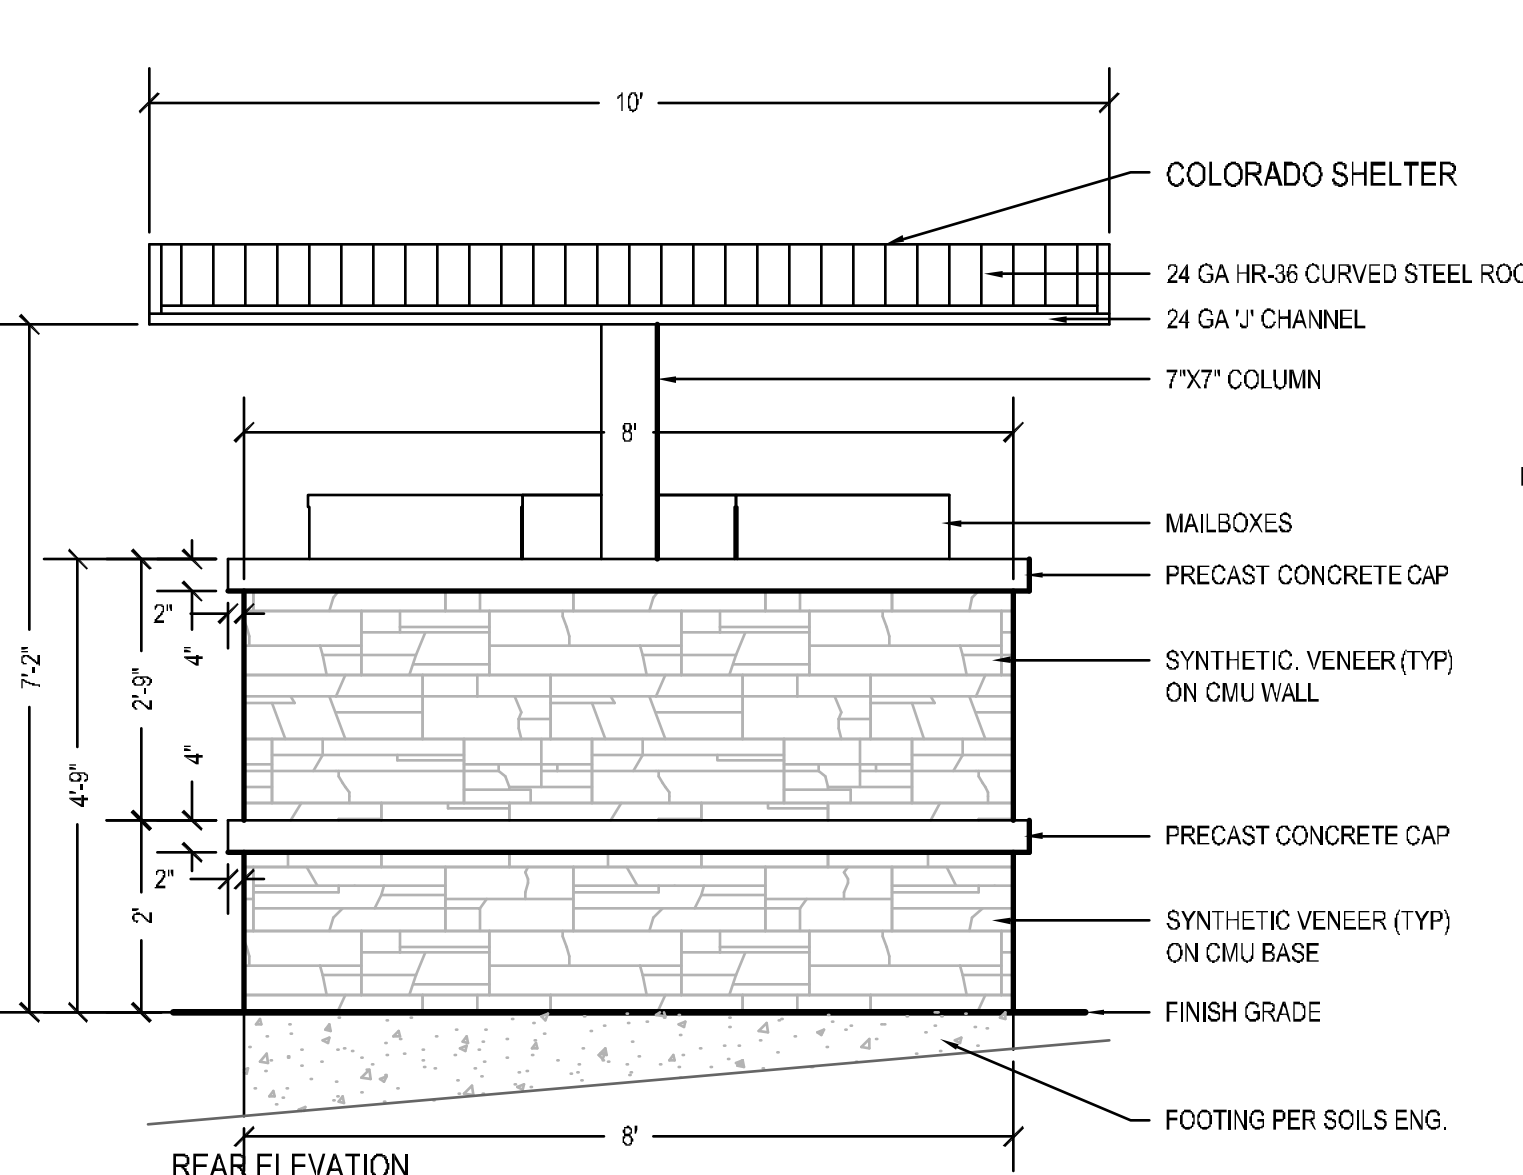 10'
COLORADO SHELTER
24 GA HR-36 CURVED STEEL
24 GA 'J' CHANNEL
7"X7" COLUMN
8'
MAILBOXES
PRECAST CONCRETE CAP
2"
4"
SYNTHETIC. VENEER (TYP)
ON CMU WALL
7'-2"
2'-9"
4"
4'-9"
PRECAST CONCRETE CAP
2"
2'
SYNTHETIC VENEER (TYP)
ON CMU BASE
FINISH GRADE
FOOTING PER SOILS ENG.
8'
REAR ELEVATION